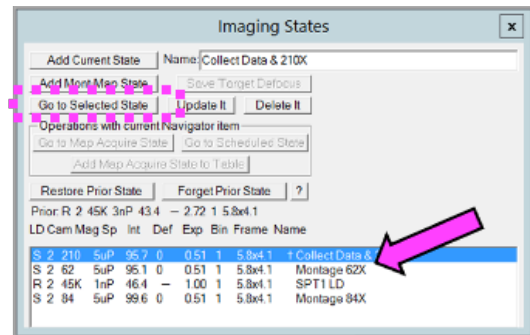 Imaging States
x
Add Current State Name: Collect Data & 210X
Add Mont Map State Save Target Defocus
Go to Selected State Update It Delete It
Operations with current Navigator item
Go to Map Acquire State Go to Scheduled State
Add Map Acquire State to Table
Restore Prior State Forget Prior State ?
Prior: R 2 45K 3nP 43.4 – 2.72 1 5.8x4.1
LD Cam Mag Sp Int Def Exp Bin Frame Name
S 2 210 5uP 95.7 0 0.51 1 5.8x4.1 † Collect Data &
S 2 62 5uP 95.1 0 0.51 1 5.8x4.1 Montage 62X
R 2 45K 1nP 46.4 – 1.00 1 5.8x4.1 SPT1 LD
S 2 84 5uP 99.6 0 0.51 1 5.8x4.1 Montage 84X